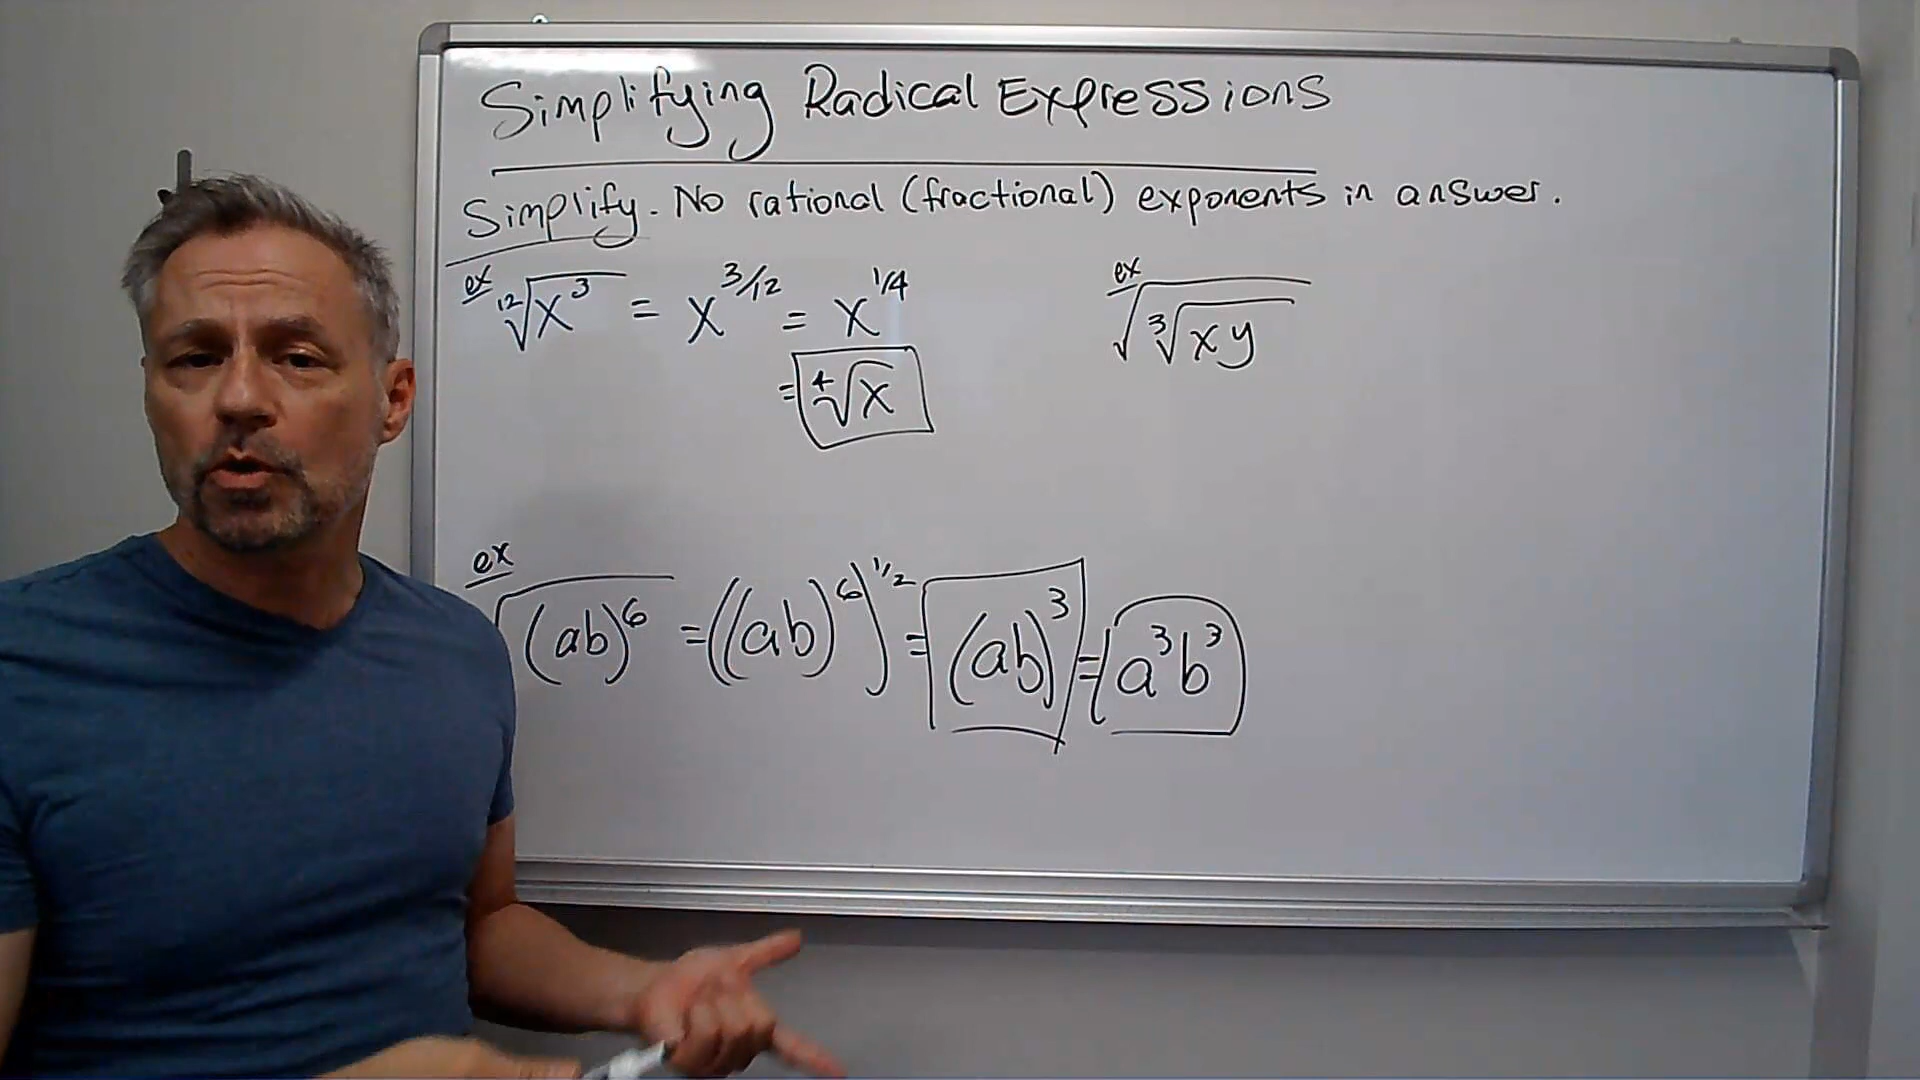 Simplifying Radical Expressions
Simplify. No rational (fractional) exponents in answer.
ex ¹²√x³ = x^3/12 = x^1/4
= ⁴√x
ex √³√xy
ex
√(ab)⁶ = ((ab)⁶)^1/2 = (ab)³ = a³b³